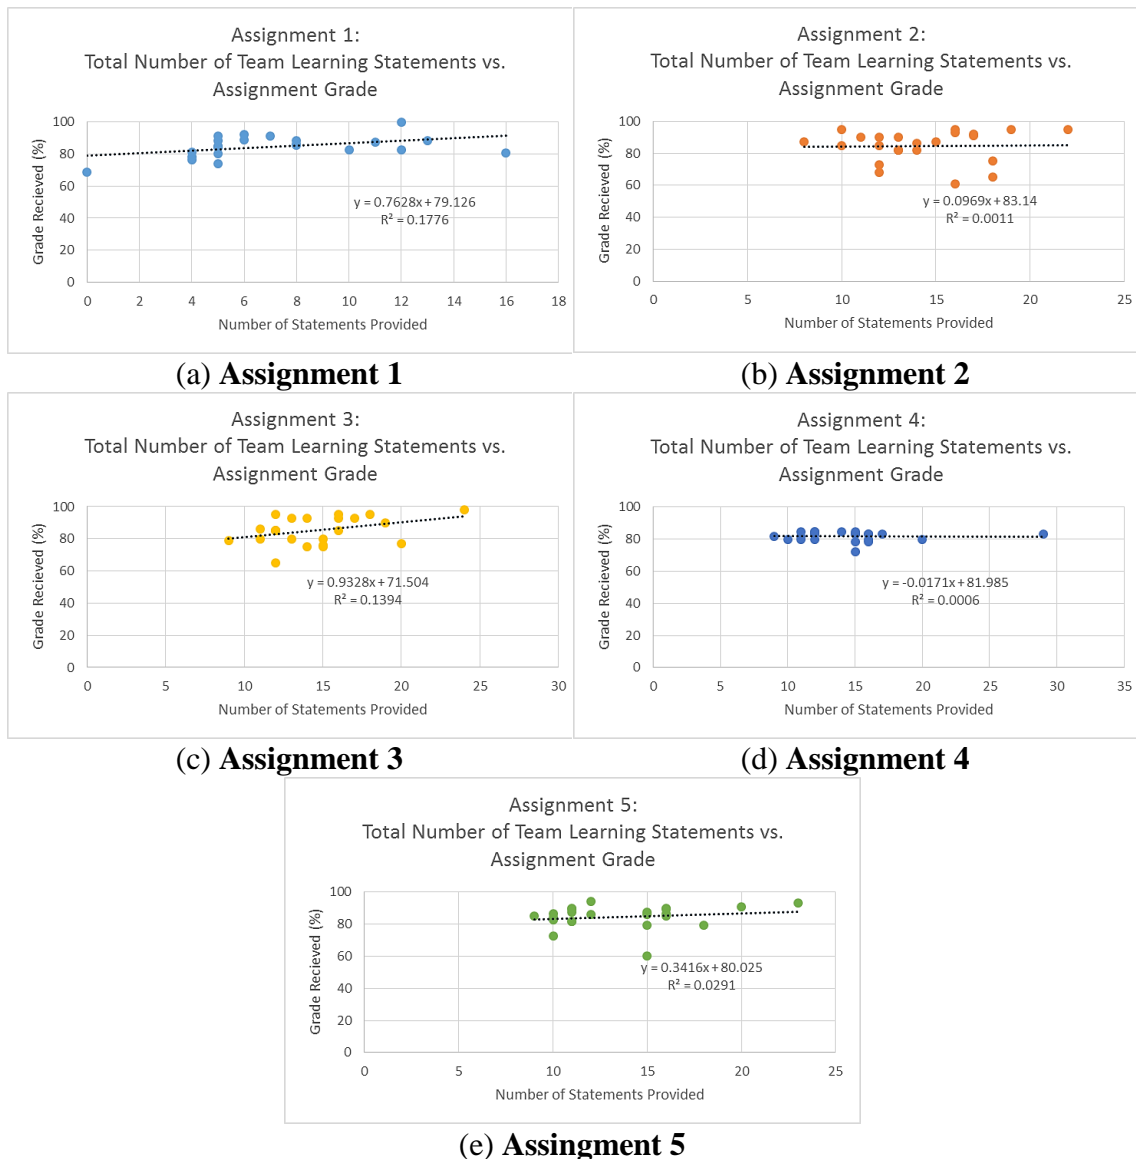 Assignment 1:
Total Number of Team Learning Statements vs.
Assignment Grade
Grade Recieved (%)
100
80
60
40
20
0
y = 0.7628x + 79.126
R² = 0.1776
0 2 4 6 8 10 12 14 16 18
Number of Statements Provided
(a) Assignment 1
Assignment 2:
Total Number of Team Learning Statements vs.
Assignment Grade
Grade Recieved (%)
100
80
60
40
20
0
y = 0.0969x + 83.14
R² = 0.0011
0 5 10 15 20 25
Number of Statements Provided
(b) Assignment 2
Assignment 3:
Total Number of Team Learning Statements vs.
Assignment Grade
Grade Recieved (%)
100
80
60
40
20
0
y = 0.9328x + 71.504
R² = 0.1394
0 5 10 15 20 25 30
Number of Statements Provided
(c) Assignment 3
Assignment 4:
Total Number of Team Learning Statements vs.
Assignment Grade
Grade Recieved (%)
100
80
60
40
20
0
y = -0.0171x + 81.985
R² = 0.0006
0 5 10 15 20 25 30 35
Number of Statements Provided
(d) Assignment 4
Assignment 5:
Total Number of Team Learning Statements vs.
Assignment Grade
Grade Recieved (%)
100
80
60
40
20
0
y = 0.3416x + 80.025
R² = 0.0291
0 5 10 15 20 25
Number of Statements Provided
(e) Assingment 5